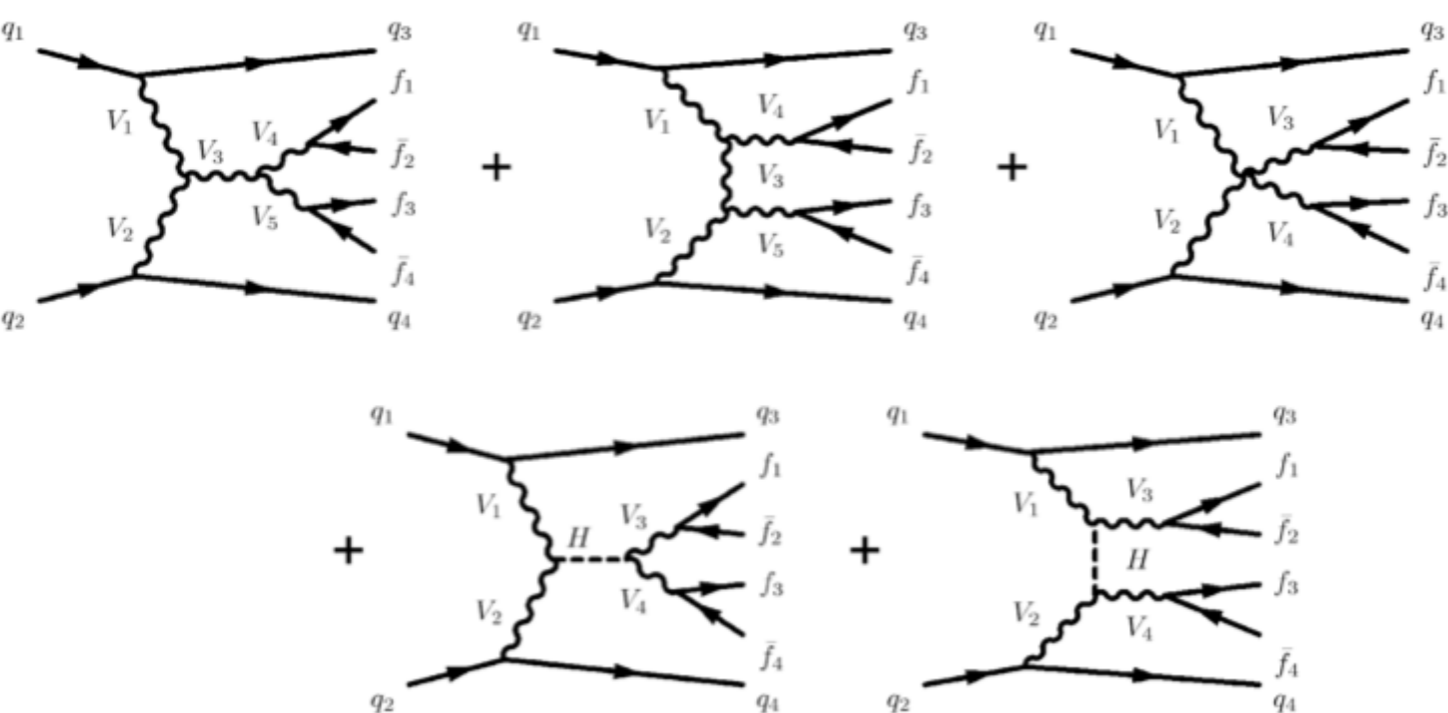 q₁ q₃ q₁ q₃ q₁ q₃
f₁ f₁ f₁
V₁ V₄ V₁ V₄ V₁ V₃
V₃ f̄₂ + f̄₂ + f̄₂
V₃
V₂ V₅ f₃ V₂ V₅ f₃ V₂ V₄ f₃
f̄₄ f̄₄ f̄₄
q₂ q₄ q₂ q₄ q₂ q₄
q₁ q₃ q₁ q₃
f₁ f₁
V₁ V₃ V₁ V₃
+ H f̄₂ + H f̄₂
V₂ V₄ f₃ V₂ V₄ f₃
f̄₄ f̄₄
q₂ q₄ q₂ q₄